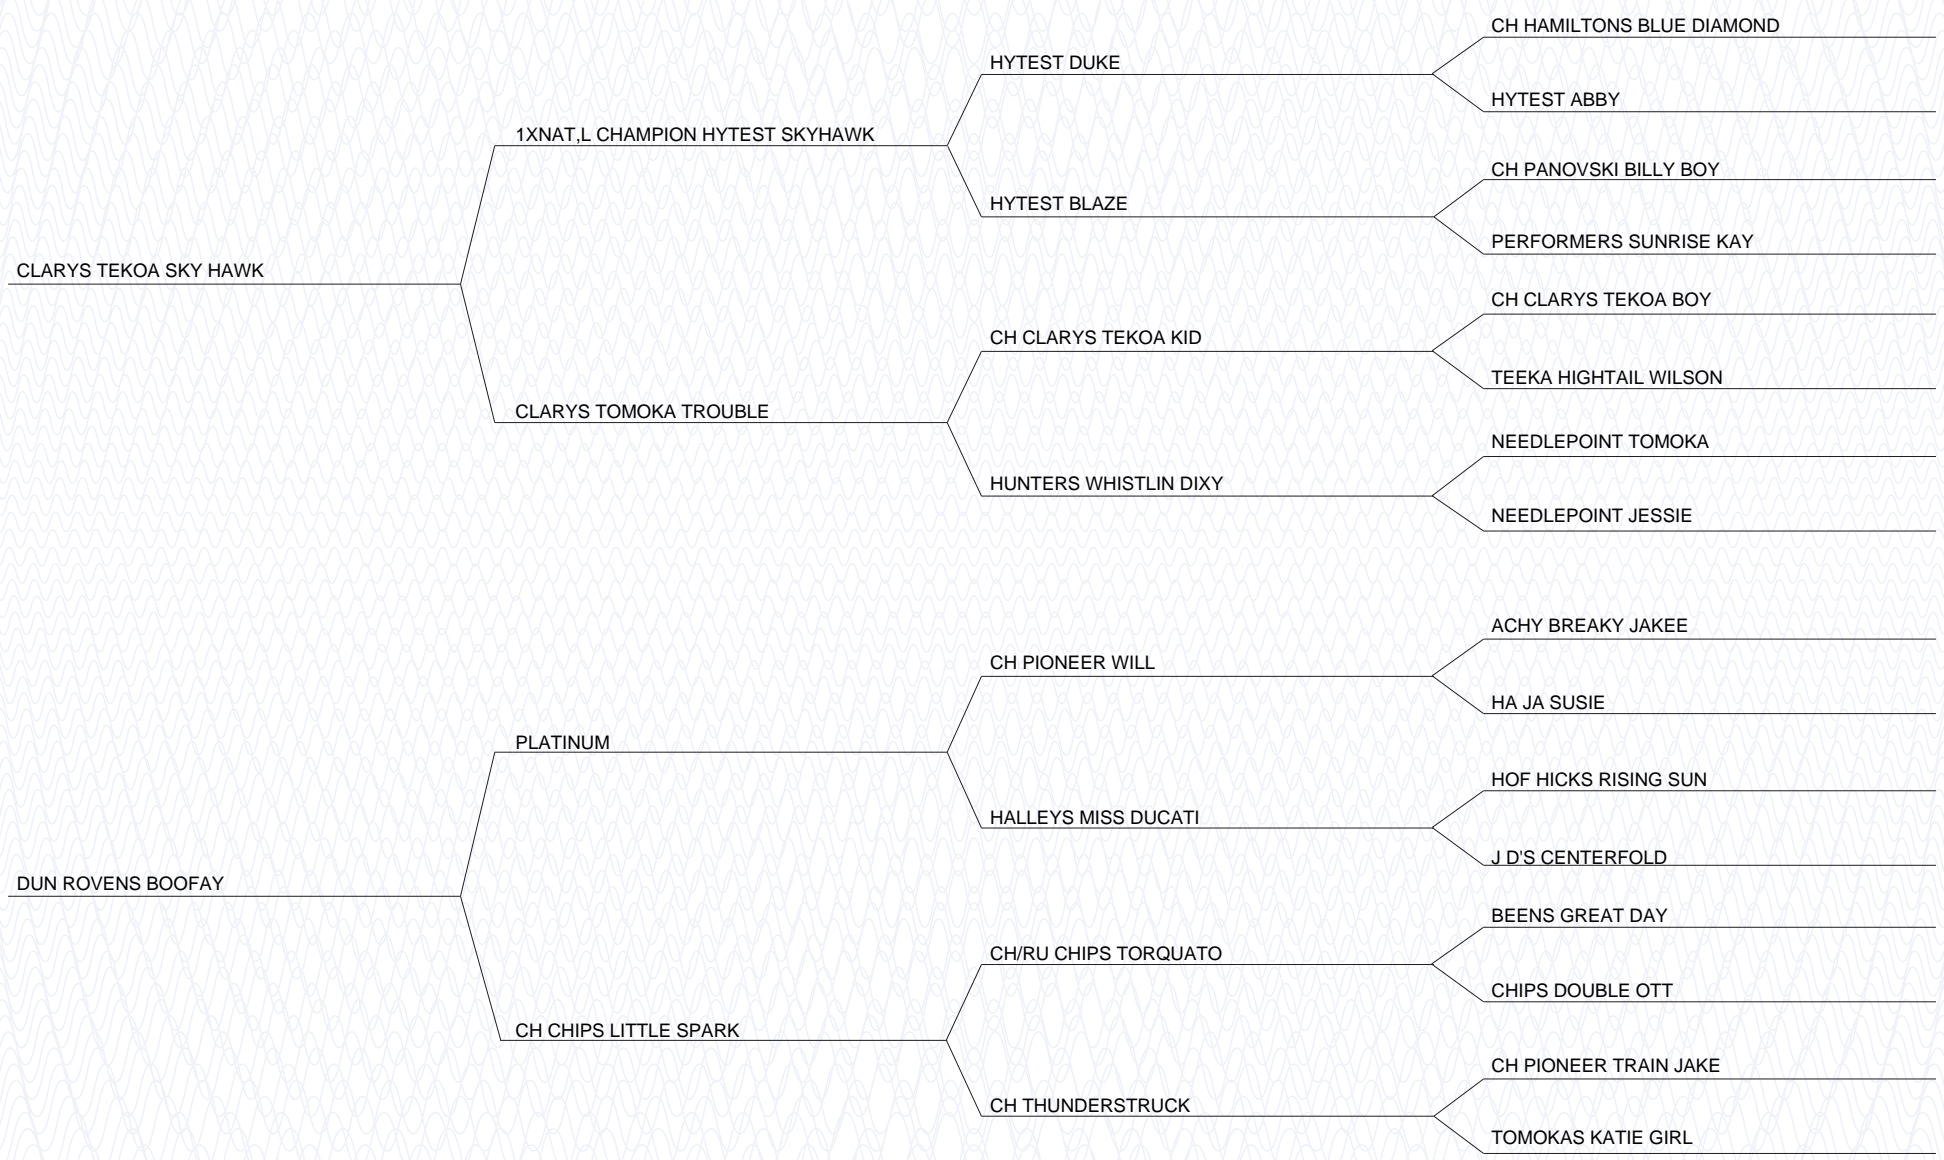 CH HAMILTONS BLUE DIAMOND
HYTEST DUKE
HYTEST ABBY
1XNAT,L CHAMPION HYTEST SKYHAWK
CH PANOVSKI BILLY BOY
HYTEST BLAZE
PERFORMERS SUNRISE KAY
CLARYS TEKOA SKY HAWK
CH CLARYS TEKOA BOY
CH CLARYS TEKOA KID
TEEKA HIGHTAIL WILSON
CLARYS TOMOKA TROUBLE
NEEDLEPOINT TOMOKA
HUNTERS WHISTLIN DIXY
NEEDLEPOINT JESSIE
ACHY BREAKY JAKEE
CH PIONEER WILL
HA JA SUSIE
PLATINUM
HOF HICKS RISING SUN
HALLEYS MISS DUCATI
J D'S CENTERFOLD
DUN ROVENS BOOFAY
BEENS GREAT DAY
CH/RU CHIPS TORQUATO
CHIPS DOUBLE OTT
CH CHIPS LITTLE SPARK
CH PIONEER TRAIN JAKE
CH THUNDERSTRUCK
TOMOKAS KATIE GIRL